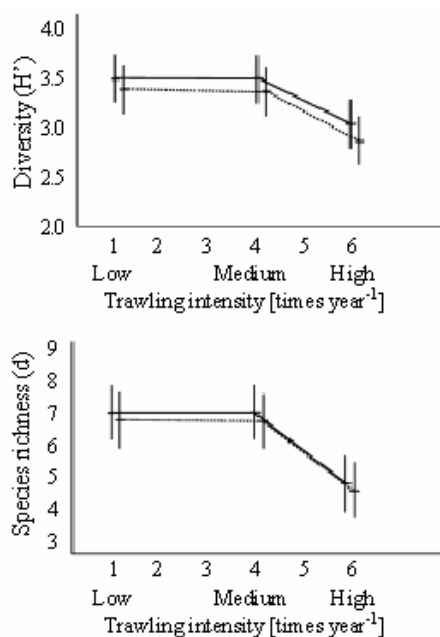 Diversity (H')
4.0
3.5
3.0
2.5
2.0
1 2 3 4 5 6
Low Medium High
Trawling intensity [times year-1]
Species richness (d)
9
8
7
6
5
4
3
1 2 3 4 5 6
Low Medium High
Trawling intensity [times year-1]